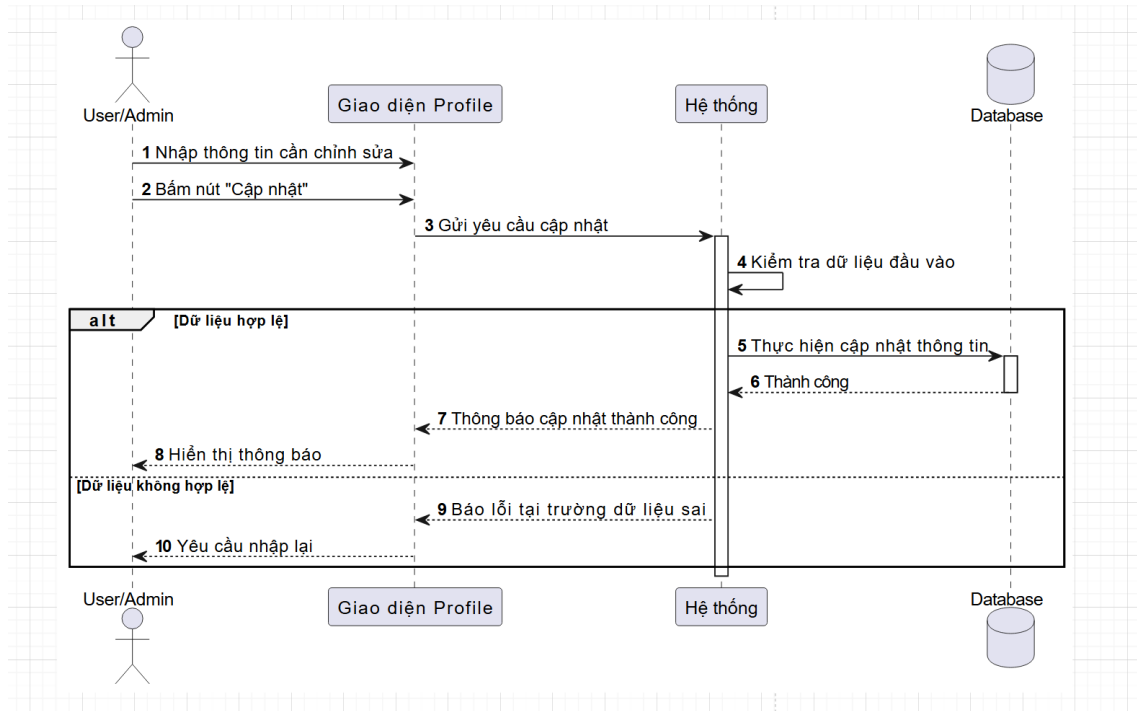 User/Admin
Giao diện Profile
Hệ thống
Database
1 Nhập thông tin cần chỉnh sửa
2 Bấm nút "Cập nhật"
3 Gửi yêu cầu cập nhật
4 Kiểm tra dữ liệu đầu vào
alt [Dữ liệu hợp lệ]
5 Thực hiện cập nhật thông tin
6 Thành công
7 Thông báo cập nhật thành công
8 Hiển thị thông báo
[Dữ liệu không hợp lệ]
9 Báo lỗi tại trường dữ liệu sai
10 Yêu cầu nhập lại
User/Admin
Giao diện Profile
Hệ thống
Database